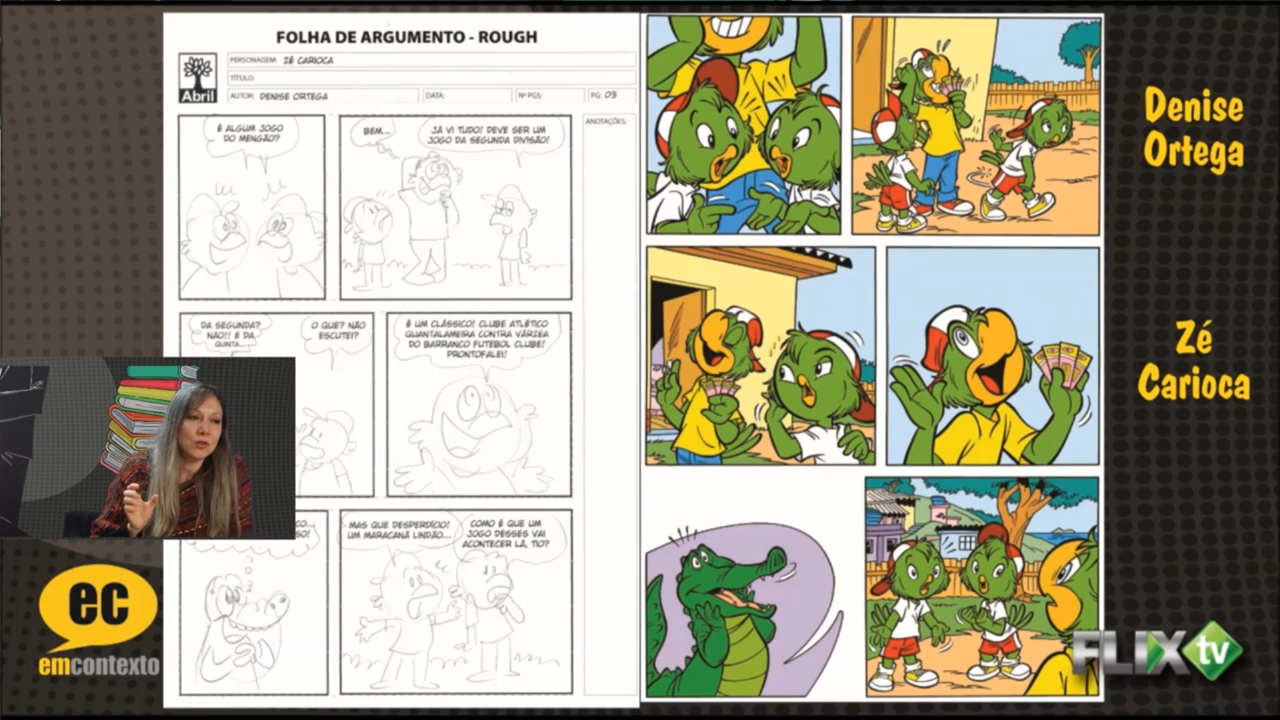 FOLHA DE ARGUMENTO - ROUGH
Abril
PERSONAGEM: ZÉ CARIOCA
TÍTULO:
AUTOR: DENISE ORTEGA
DATA:
Nº PGS:
PG: 03
ANOTAÇÕES:
É ALGUM JOGO
DO MENGÃO?
BEM...
JÁ VI TUDO! DEVE SER UM
JOGO DA SEGUNDA DIVISÃO!
DA SEGUNDA?
NÃO!! É DA
QUINTA...
O QUE? NÃO
ESCUTEI?
É UM CLÁSSICO! CLUBE ATLÉTICO
QUANTALAMEIRA CONTRA VÁRZEA
DO BARRANCO FUTEBOL CLUBE!
PRONTOFALEI!
MAS QUE DESPERDÍCIO!
UM MARACANÃ LINDÃO...
COMO É QUE UM
JOGO DESSES VAI
ACONTECER LÁ, TIO?
Denise
Ortega
Zé
Carioca
ec
emcontexto
FLIX tv